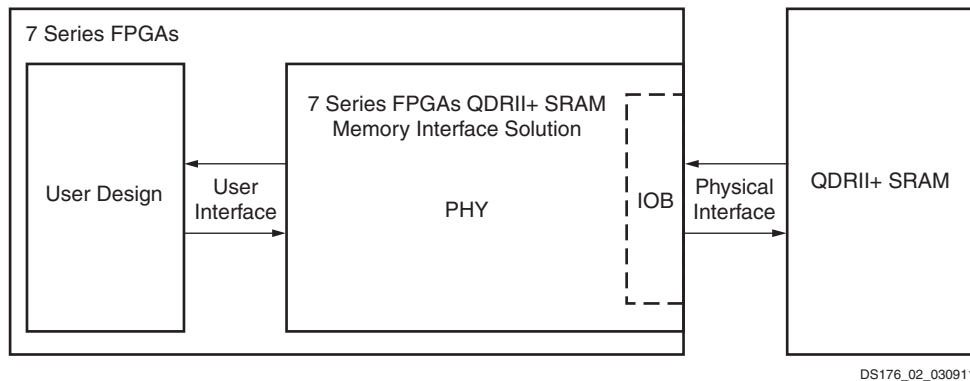 7 Series FPGAs
7 Series FPGAs QDRII+ SRAM
Memory Interface Solution
User Design
User
Interface
PHY
IOB
Physical
Interface
QDRII+ SRAM
DS176_02_030911